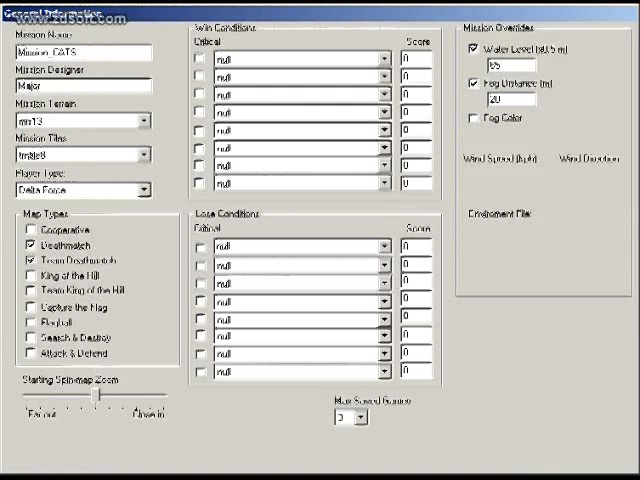 General Information
www.zdsoft.com
Mission Name
Mission_CATS
Mission Designer
Major
Mission Terrain
Mission Tiles
Player Type:
Delta Force
Map Types
Cooperative
Deathmatch
Team Deathmatch
King of the Hill
Team King of the Hill
Capture the Flag
Flagball
Search & Destroy
Attack & Defend
Starting Spin-map Zoom
Far out
Close in
Win Conditions
Critical
Score
null 0
null 0
null 0
null 0
null 0
null 0
null 0
null 0
Lose Conditions
Critical
Score
null 0
null 0
null 0
null 0
null 0
null 0
null 0
null 0
Max Saved Games
Mission Overrides
Water Level
Fog Distance (m)
20
Fog Color
Wind Speed (kph)
Wind Direction
Enviroment File: